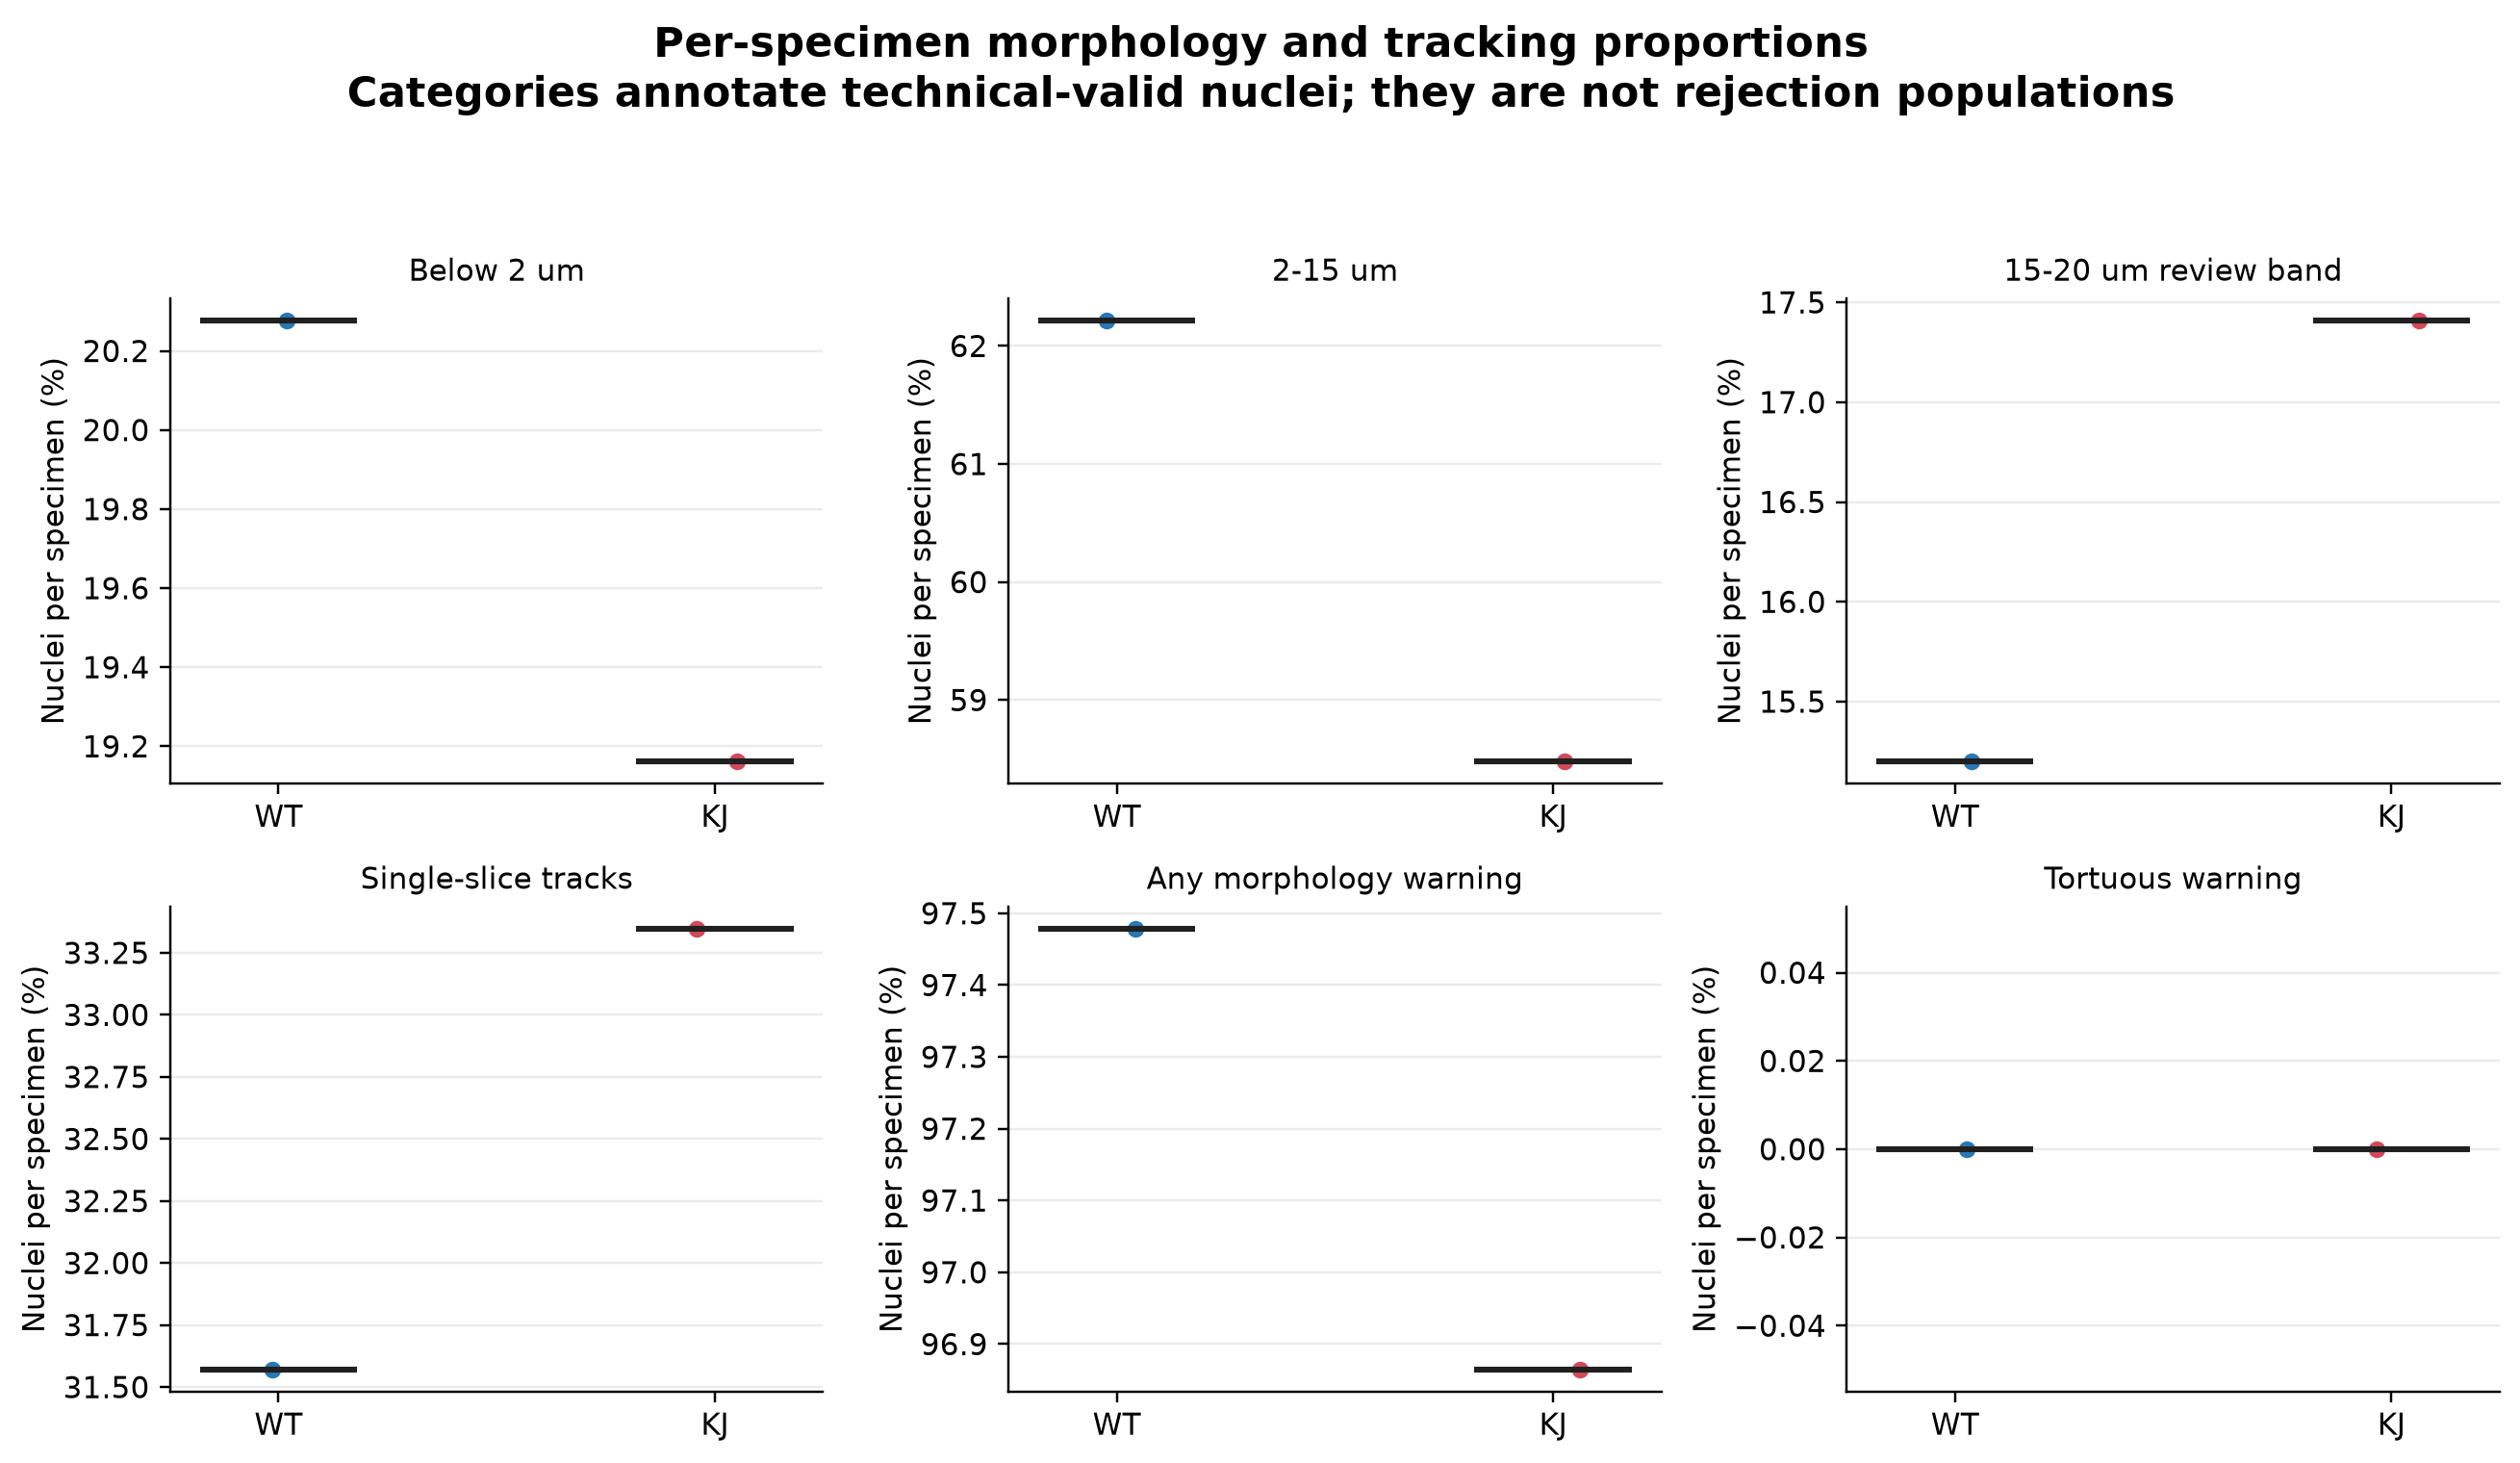 Per-specimen morphology and tracking proportions
Categories annotate technical-valid nuclei; they are not rejection populations
Below 2 um
Nuclei per specimen (%)
20.2
20.0
19.8
19.6
19.4
19.2
WT
KJ
2-15 um
Nuclei per specimen (%)
62
61
60
59
WT
KJ
15-20 um review band
Nuclei per specimen (%)
17.5
17.0
16.5
16.0
15.5
WT
KJ
Single-slice tracks
Nuclei per specimen (%)
33.25
33.00
32.75
32.50
32.25
32.00
31.75
31.50
WT
KJ
Any morphology warning
Nuclei per specimen (%)
97.5
97.4
97.3
97.2
97.1
97.0
96.9
WT
KJ
Tortuous warning
Nuclei per specimen (%)
0.04
0.02
0.00
−0.02
−0.04
WT
KJ